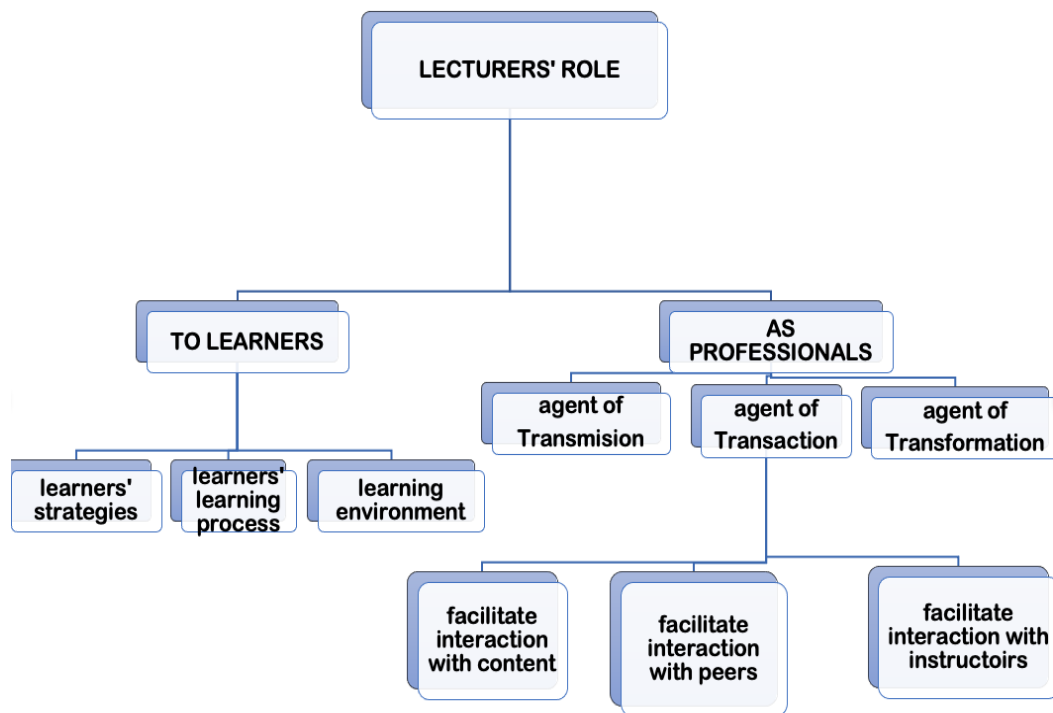 LECTURERS' ROLE
TO LEARNERS
AS
PROFESSIONALS
learners'
strategies
learners'
learning
process
learning
environment
agent of
Transmision
agent of
Transaction
agent of
Transformation
facilitate
interaction
with content
facilitate
interaction
with peers
facilitate
interaction with
instructoirs